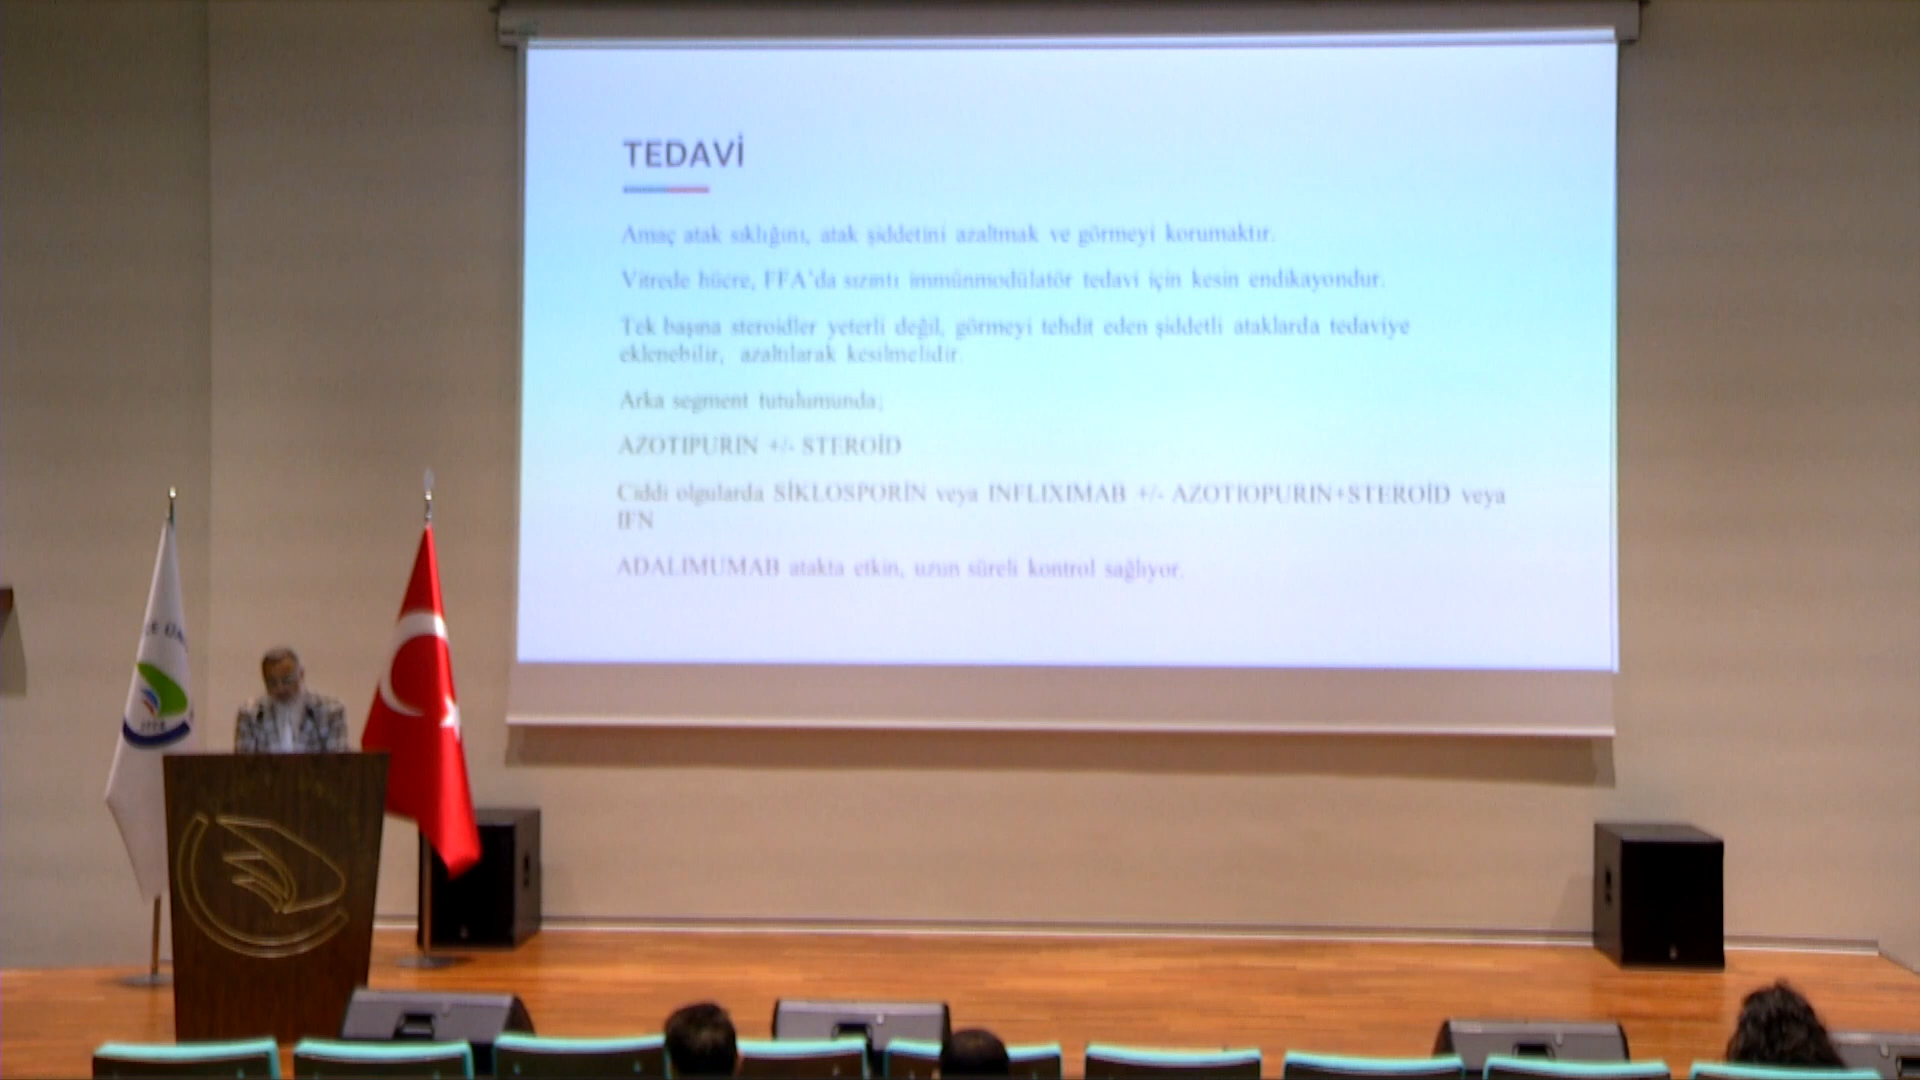 TEDAVİ
Amaç atak sıklığını, atak şiddetini azaltmak ve görmeyi korumaktır.
Vitrede hücre, FFA'da sızıntı immünmodülatör tedavi için kesin endikayondur.
Tek başına steroidler yeterli değil, görmeyi tehdit eden şiddetli ataklarda tedaviye
eklenebilir, azaltılarak kesilmelidir.
Arka segment tutulumunda;
AZOTIPURIN +/- STEROİD
Ciddi olgularda SİKLOSPORİN veya INFLIXIMAB +/- AZOTIOPURIN+STEROİD veya
IFN
ADALIMUMAB atakta etkin, uzun süreli kontrol sağlıyor.